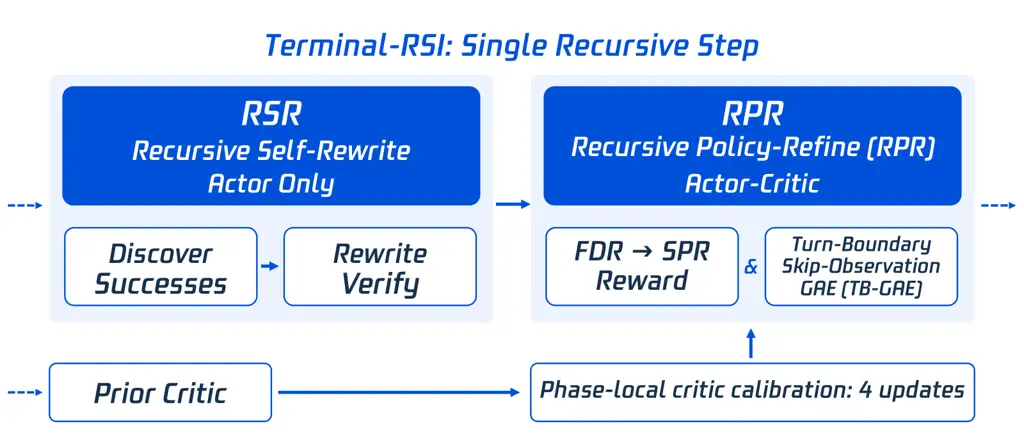 Terminal-RSI: Single Recursive Step
RSR
Recursive Self-Rewrite
Actor Only
Discover
Successes
Rewrite
Verify
RPR
Recursive Policy-Refine (RPR)
Actor-Critic
FDR → SPR
Reward
&
Turn-Boundary
Skip-Observation
GAE (TB-GAE)
Prior Critic
Phase-local critic calibration: 4 updates